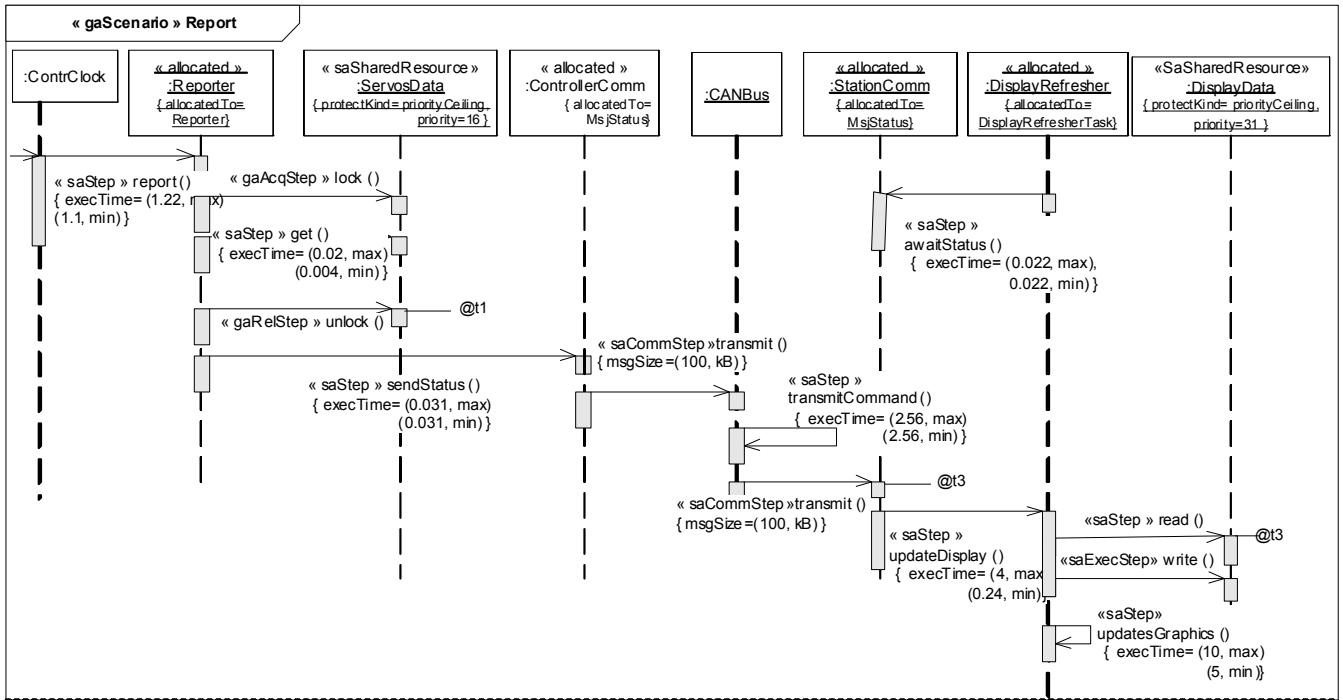 « gaScenario » Report
:ContrClock
« allocated »
:Reporter
{ allocatedTo=
Reporter}
« saSharedResource »
:ServosData
{ protectKind= priorityCeiling,
priority=16 }
« allocated »
:ControllerComm
{ allocatedTo=
MsjStatus}
:CANBus
« allocated »
:StationComm
{ allocatedTo=
MsjStatus}
« allocated »
:DisplayRefresher
{ allocatedTo=
DisplayRefresherTask}
«SaSharedResource»
:DisplayData
{ protectKind= priorityCeiling,
priority=31 }
« saStep » report()
{ execTime= (1.22, max)
(1.1, min) }
« gaAcqStep » lock ()
« saStep » get ()
{ execTime= (0.02, max)
(0.004, min) }
« saStep »
awaitStatus()
{ execTime= (0.022, max),
0.022, min) }
« gaRelStep » unlock ()
@t1
« saCommStep »transmit ()
{ msgSize=(100, kB) }
« saStep » sendStatus()
{ execTime= (0.031, max)
(0.031, min) }
« saStep »
transmitCommand()
{ execTime= (2.56, max)
(2.56, min) }
@t3
« saCommStep»transmit ()
{ msgSize=(100, kB) }
« saStep »
updateDisplay ()
{ execTime= (4, max
(0.24, min)}
«saStep » read ()
@t3
«saExecStep» write ()
«saStep»
updatesGraphics ()
{ execTime= (10, max)
(5, min)}